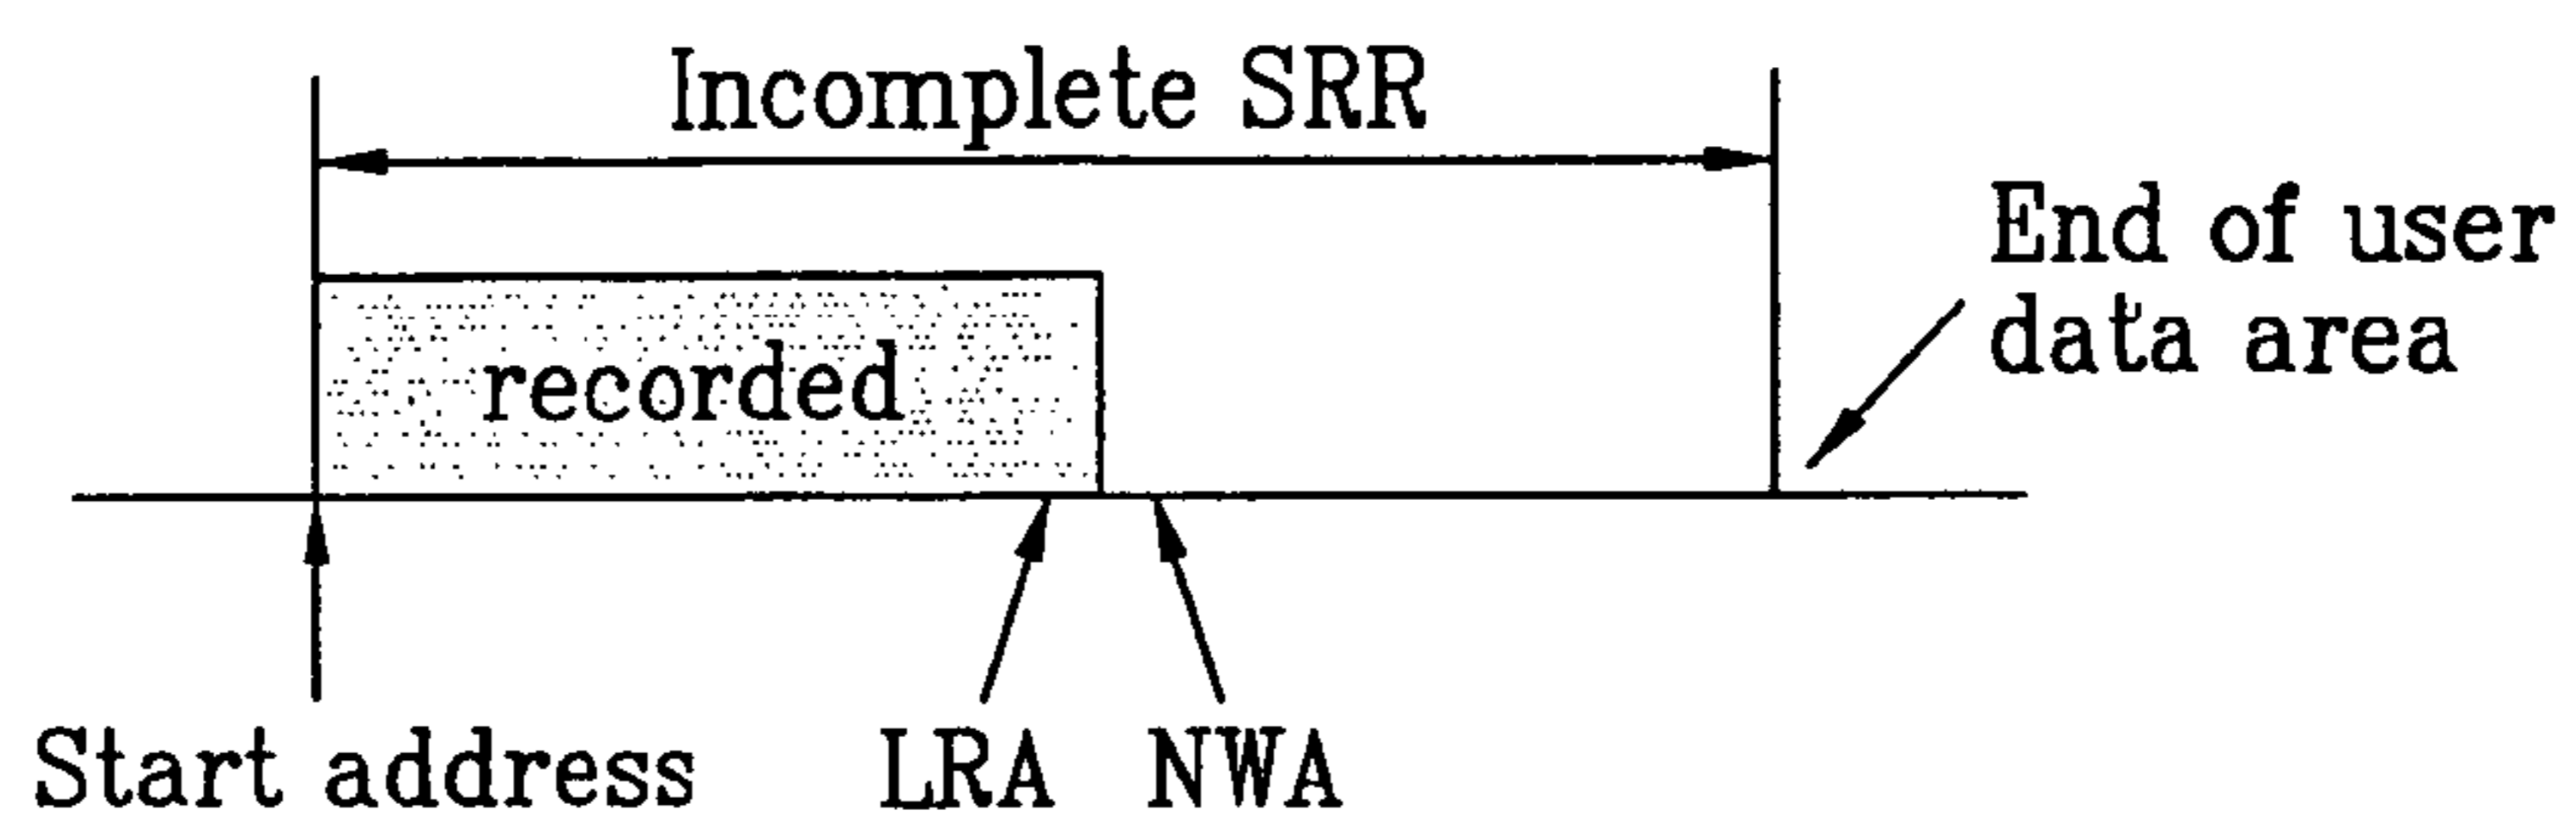 Incomplete SRR
End of user
data area
recorded
Start address
LRA
NWA